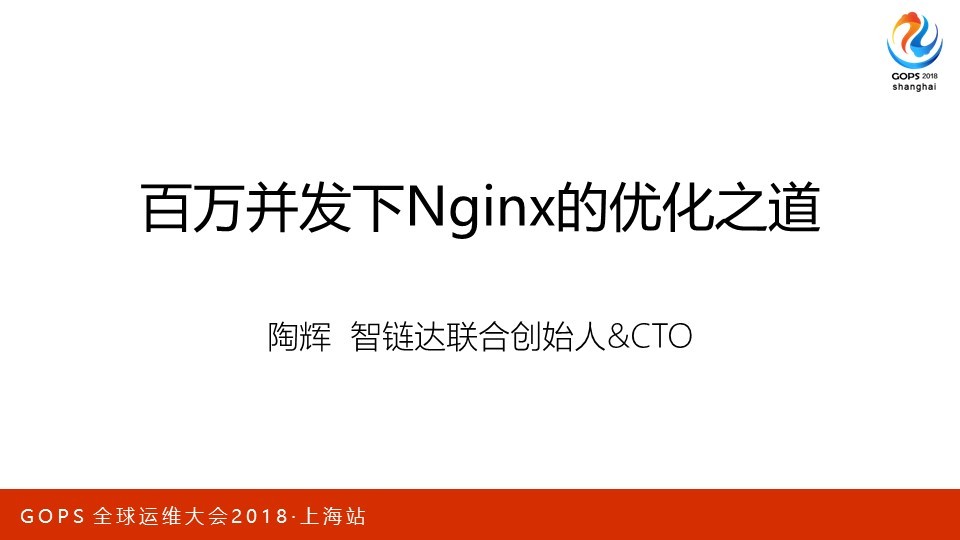 GOPS 2018
shanghai
百万并发下Nginx的优化之道
陶辉 智链达联合创始人&CTO
GOPS 全球运维大会2018·上海站